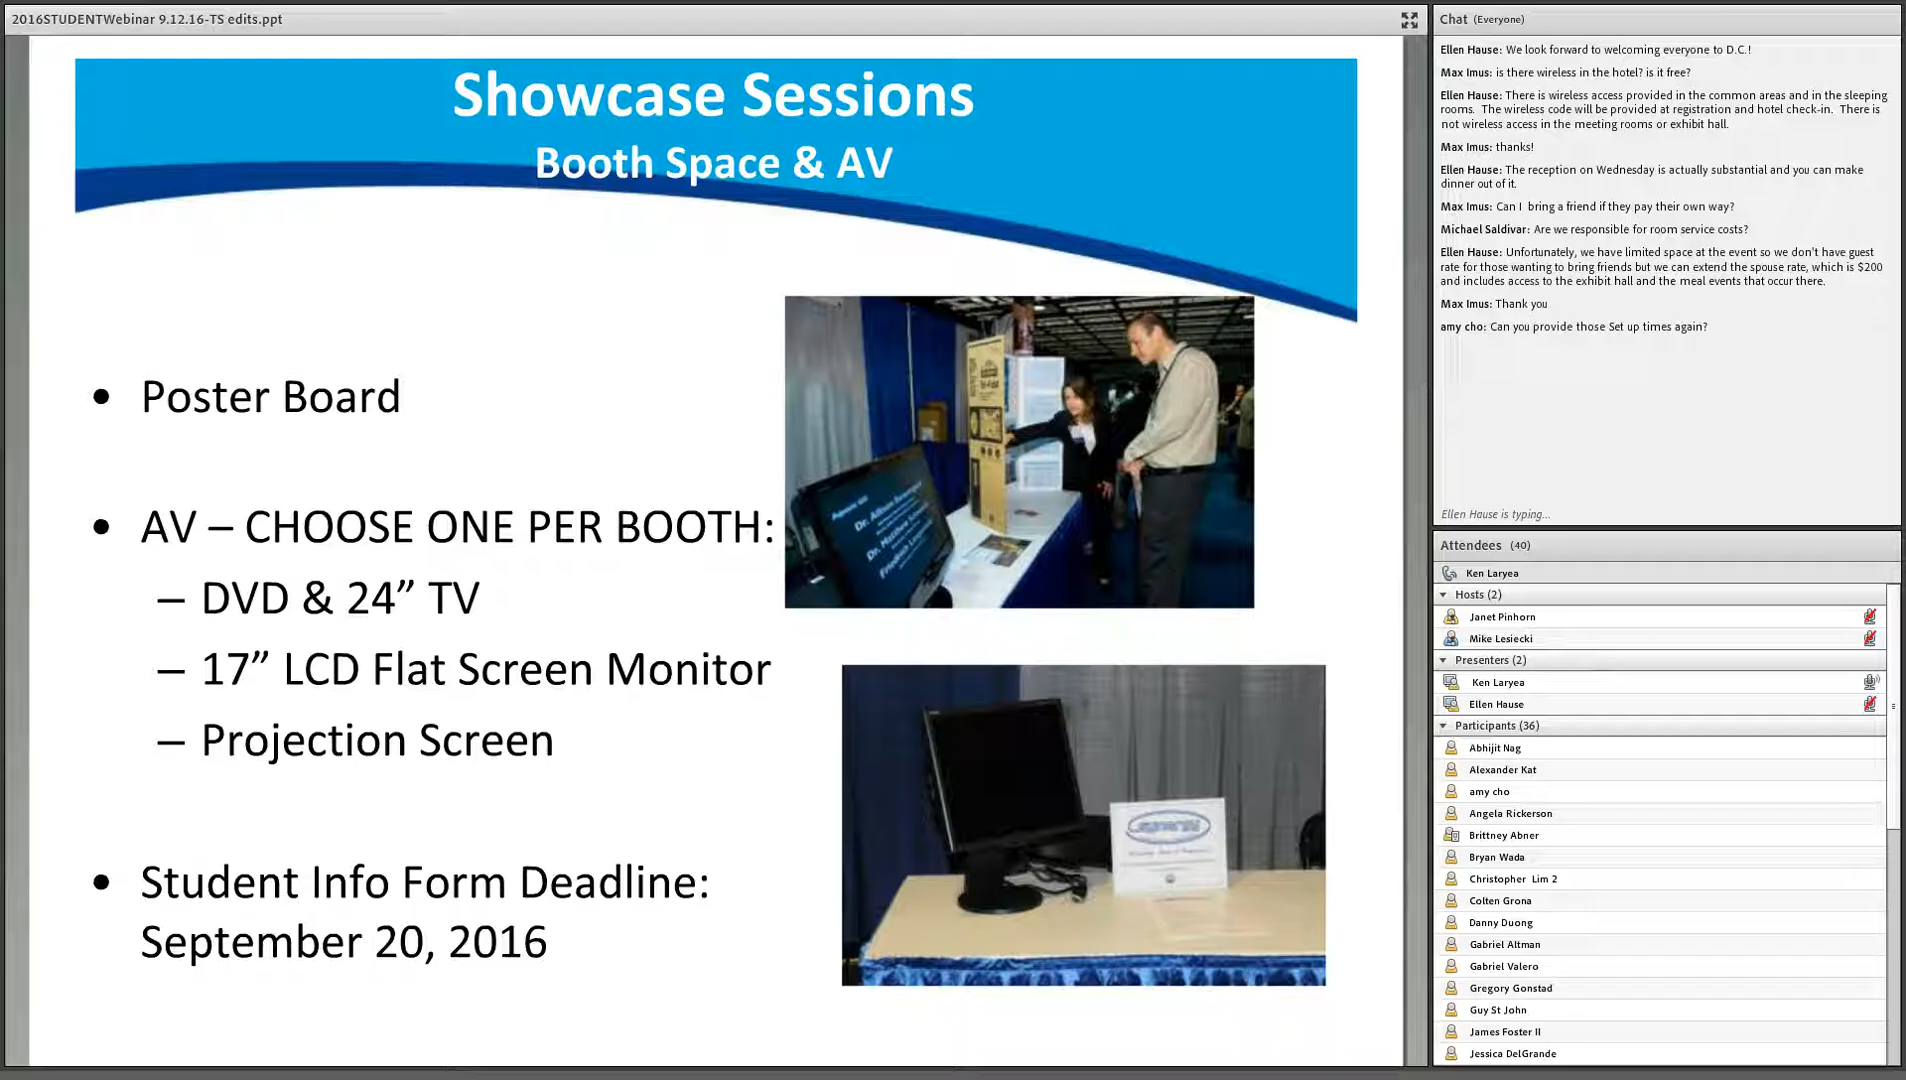 2016STUDENTWebinar 9.12.16-TS edits.ppt
Showcase Sessions
Booth Space & AV
• Poster Board
• AV – CHOOSE ONE PER BOOTH:
– DVD & 24” TV
– 17” LCD Flat Screen Monitor
– Projection Screen
• Student Info Form Deadline:
September 20, 2016
Chat (Everyone)
Ellen Hause: We look forward to welcoming everyone to D.C.!
Max Imus: is there wireless in the hotel? is it free?
Ellen Hause: There is wireless access provided in the common areas and in the sleeping
rooms. The wireless code will be provided at registration and hotel check-in. There is
not wireless access in the meeting rooms or exhibit hall.
Max Imus: thanks!
Ellen Hause: The reception on Wednesday is actually substantial and you can make
dinner out of it.
Max Imus: Can I bring a friend if they pay their own way?
Michael Saldivar: Are we responsible for room service costs?
Ellen Hause: Unfortunately, we have limited space at the event so we don't have guest
rate for those wanting to bring friends but we can extend the spouse rate, which is $200
and includes access to the exhibit hall and the meal events that occur there.
Max Imus: Thank you
amy cho: Can you provide those Set up times again?
Ellen Hause is typing...
Attendees (40)
Ken Laryea
Hosts (2)
Janet Pinhorn
Mike Lesiecki
Presenters (2)
Ken Laryea
Ellen Hause
Participants (36)
Abhijit Nag
Alexander Kat
amy cho
Angela Rickerson
Brittney Abner
Bryan Wada
Christopher Lim 2
Colten Grona
Danny Duong
Gabriel Altman
Gabriel Valero
Gregory Gonstad
Guy St John
James Foster II
Jessica DelGrande